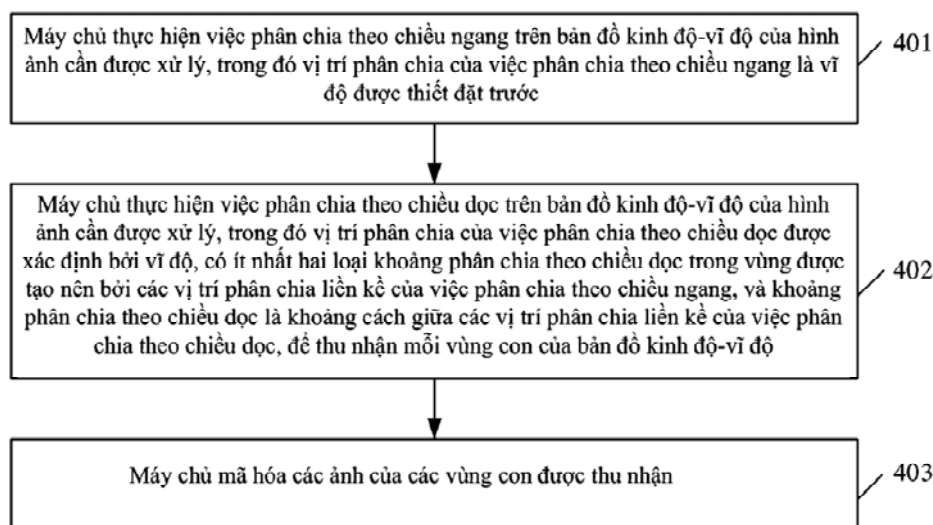 Máy chủ thực hiện việc phân chia theo chiều ngang trên bản đồ kinh độ-vĩ độ của hình
ảnh cần được xử lý, trong đó vị trí phân chia của việc phân chia theo chiều ngang là vĩ
độ được thiết đặt trước
401
Máy chủ thực hiện việc phân chia theo chiều dọc trên bản đồ kinh độ-vĩ độ của hình
ảnh cần được xử lý, trong đó vị trí phân chia của việc phân chia theo chiều dọc được
xác định bởi vĩ độ, có ít nhất hai loại khoảng phân chia theo chiều dọc trong vùng được
tạo nên bởi các vị trí phân chia liền kề của việc phân chia theo chiều ngang, và khoảng
phân chia theo chiều dọc là khoảng cách giữa các vị trí phân chia liền kề của việc phân
chia theo chiều dọc, để thu nhận mỗi vùng con của bản đồ kinh độ-vĩ độ
402
Máy chủ mã hóa các ảnh của các vùng con được thu nhận
403